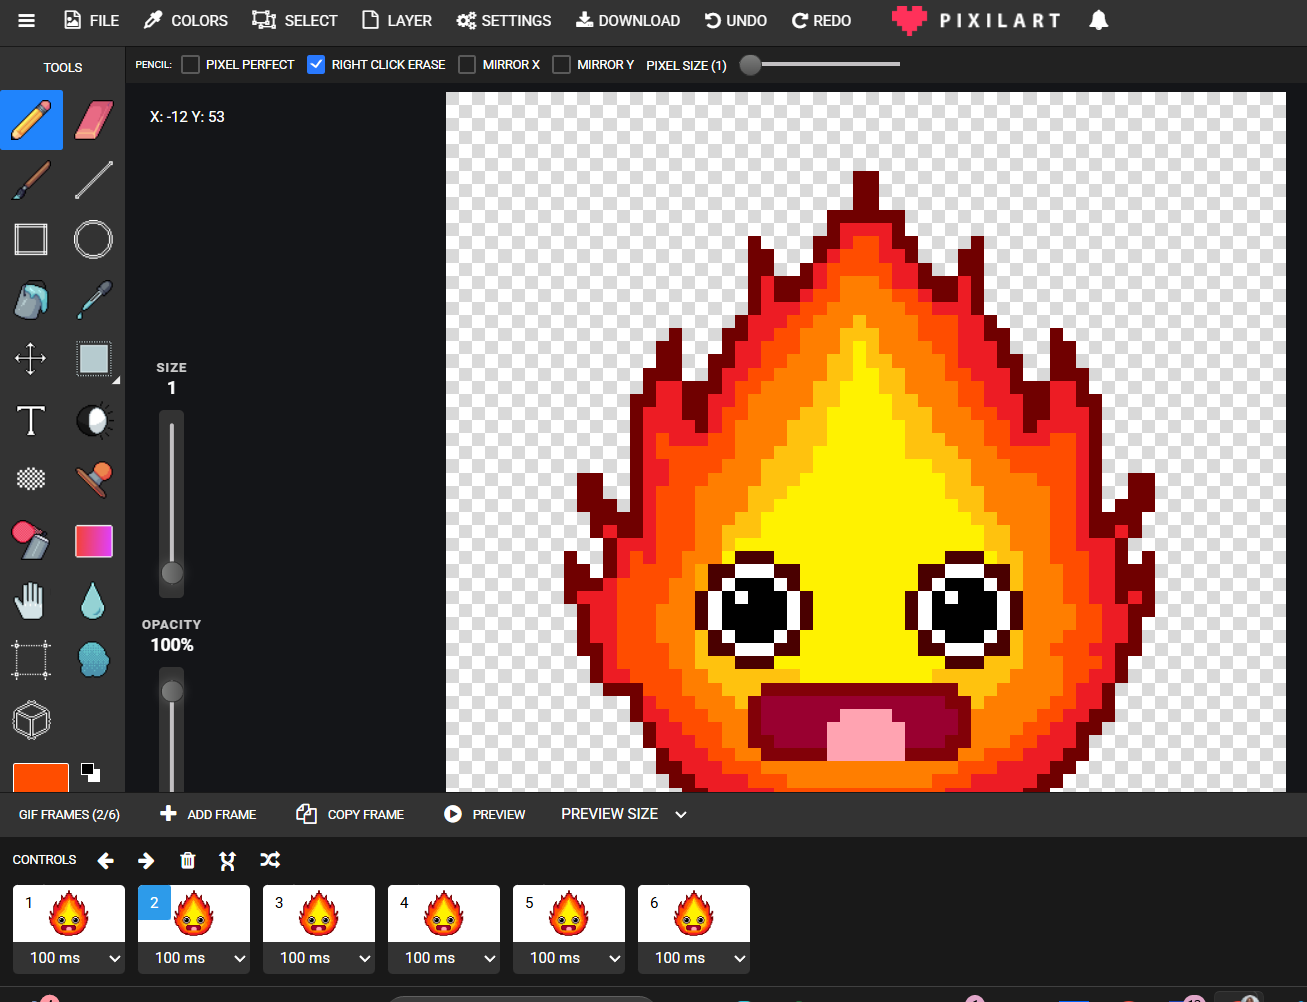 FILE COLORS SELECT LAYER SETTINGS DOWNLOAD UNDO REDO PIXILART
TOOLS
PENCIL: PIXEL PERFECT RIGHT CLICK ERASE MIRROR X MIRROR Y PIXEL SIZE (1)
X: -12 Y: 53
SIZE
1
OPACITY
100%
GIF FRAMES (2/6) ADD FRAME COPY FRAME PREVIEW PREVIEW SIZE
CONTROLS
1 2 3 4 5 6
100 ms 100 ms 100 ms 100 ms 100 ms 100 ms